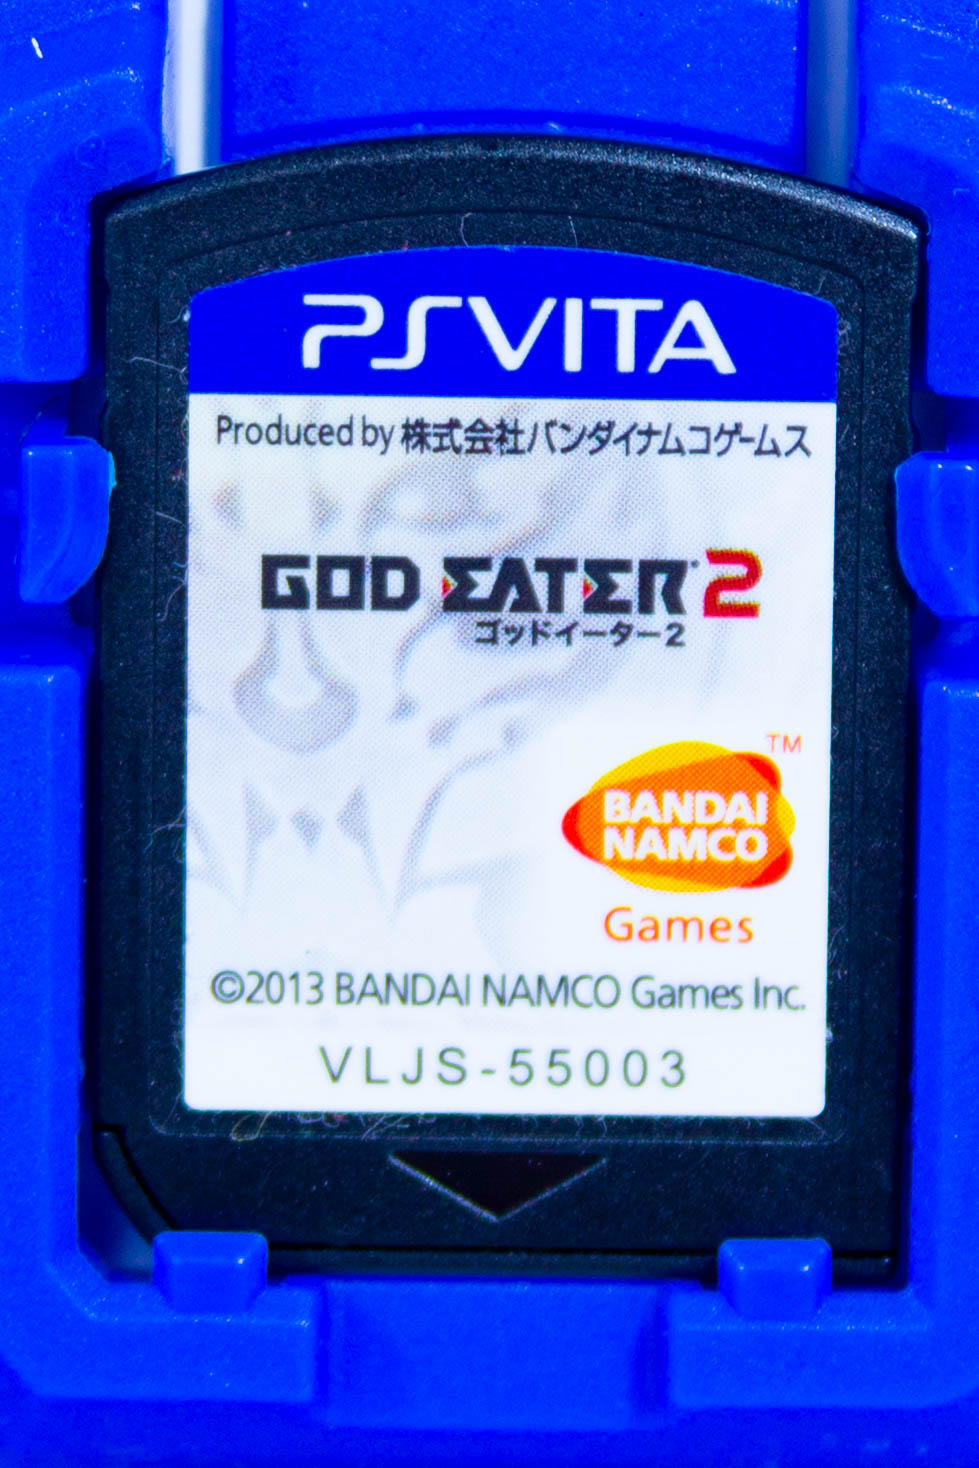 PSVITA
Produced by 株式会社バンダイナムコゲームス
GOD EATER 2
ゴッドイーター2
TM
BANDAI
NAMCO
Games
©2013 BANDAI NAMCO Games Inc.
VLJS-55003